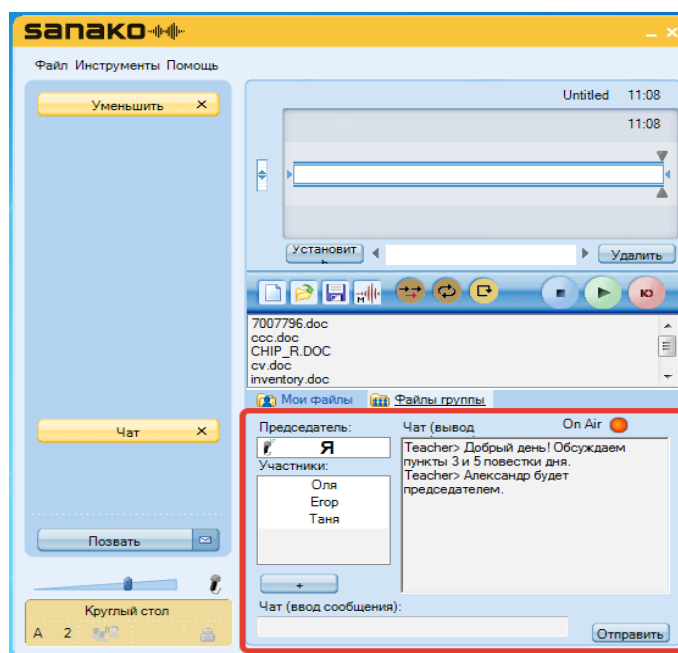 sanako
Файл Инструменты Помощь
Уменьшить
Untitled 11:08
11:08
Установит
ь
Удалить
M
Ю
7007796.doc
ccc.doc
CHIP_R.DOC
cv.doc
inventory.doc
Мои файлы Файлы группы
Чат
Позвать
Круглый стол
A 2
Председатель:
Я
Участники:
Оля
Егор
Таня
+
Чат (вывод
On Air
Teacher> Добрый день! Обсуждаем
пункты 3 и 5 повестки дня.
Teacher> Александр будет
председателем.
Чат (ввод сообщения):
Отправить